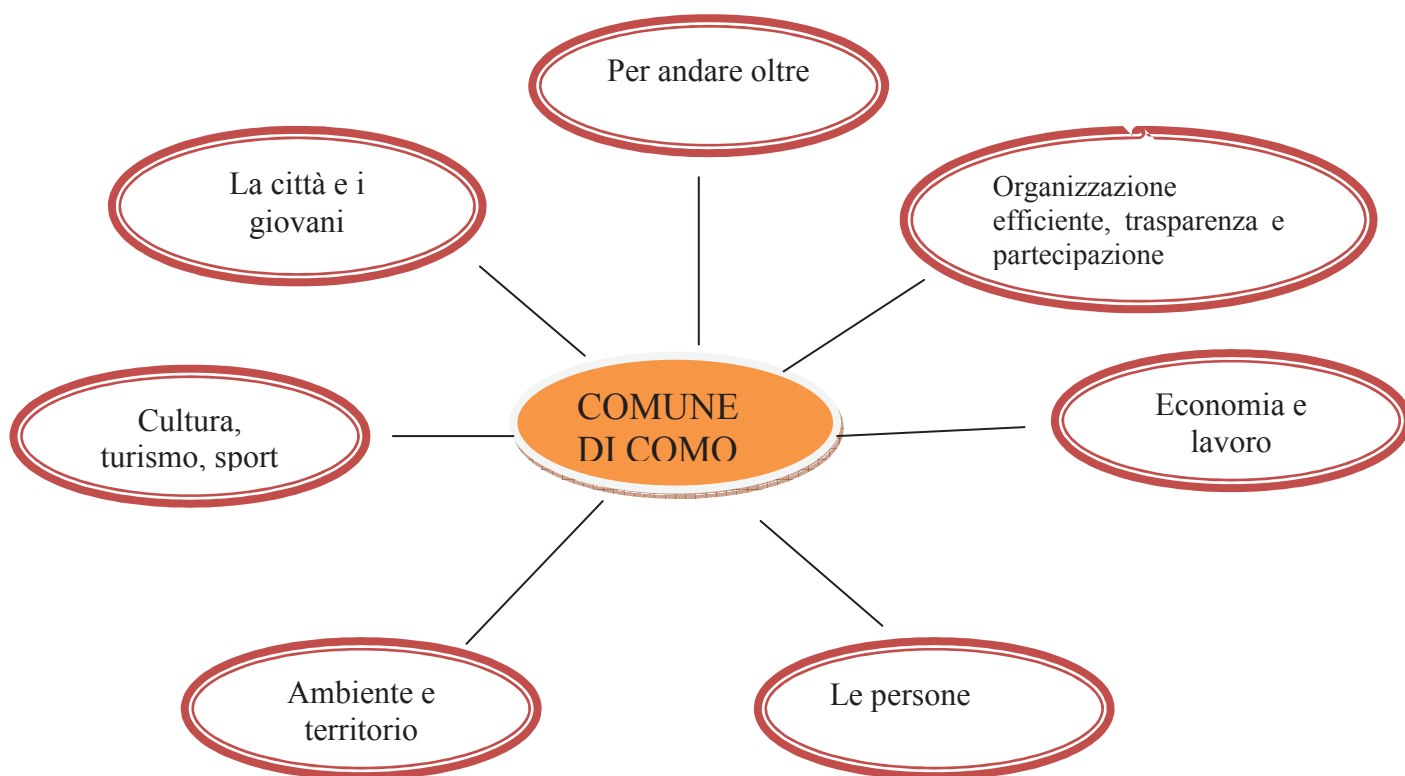 Per andare oltre
La città e i
giovani
Organizzazione
efficiente, trasparenza e
partecipazione
Cultura,
turismo, sport
COMUNE
DI COMO
Economia e
lavoro
Ambiente e
territorio
Le persone